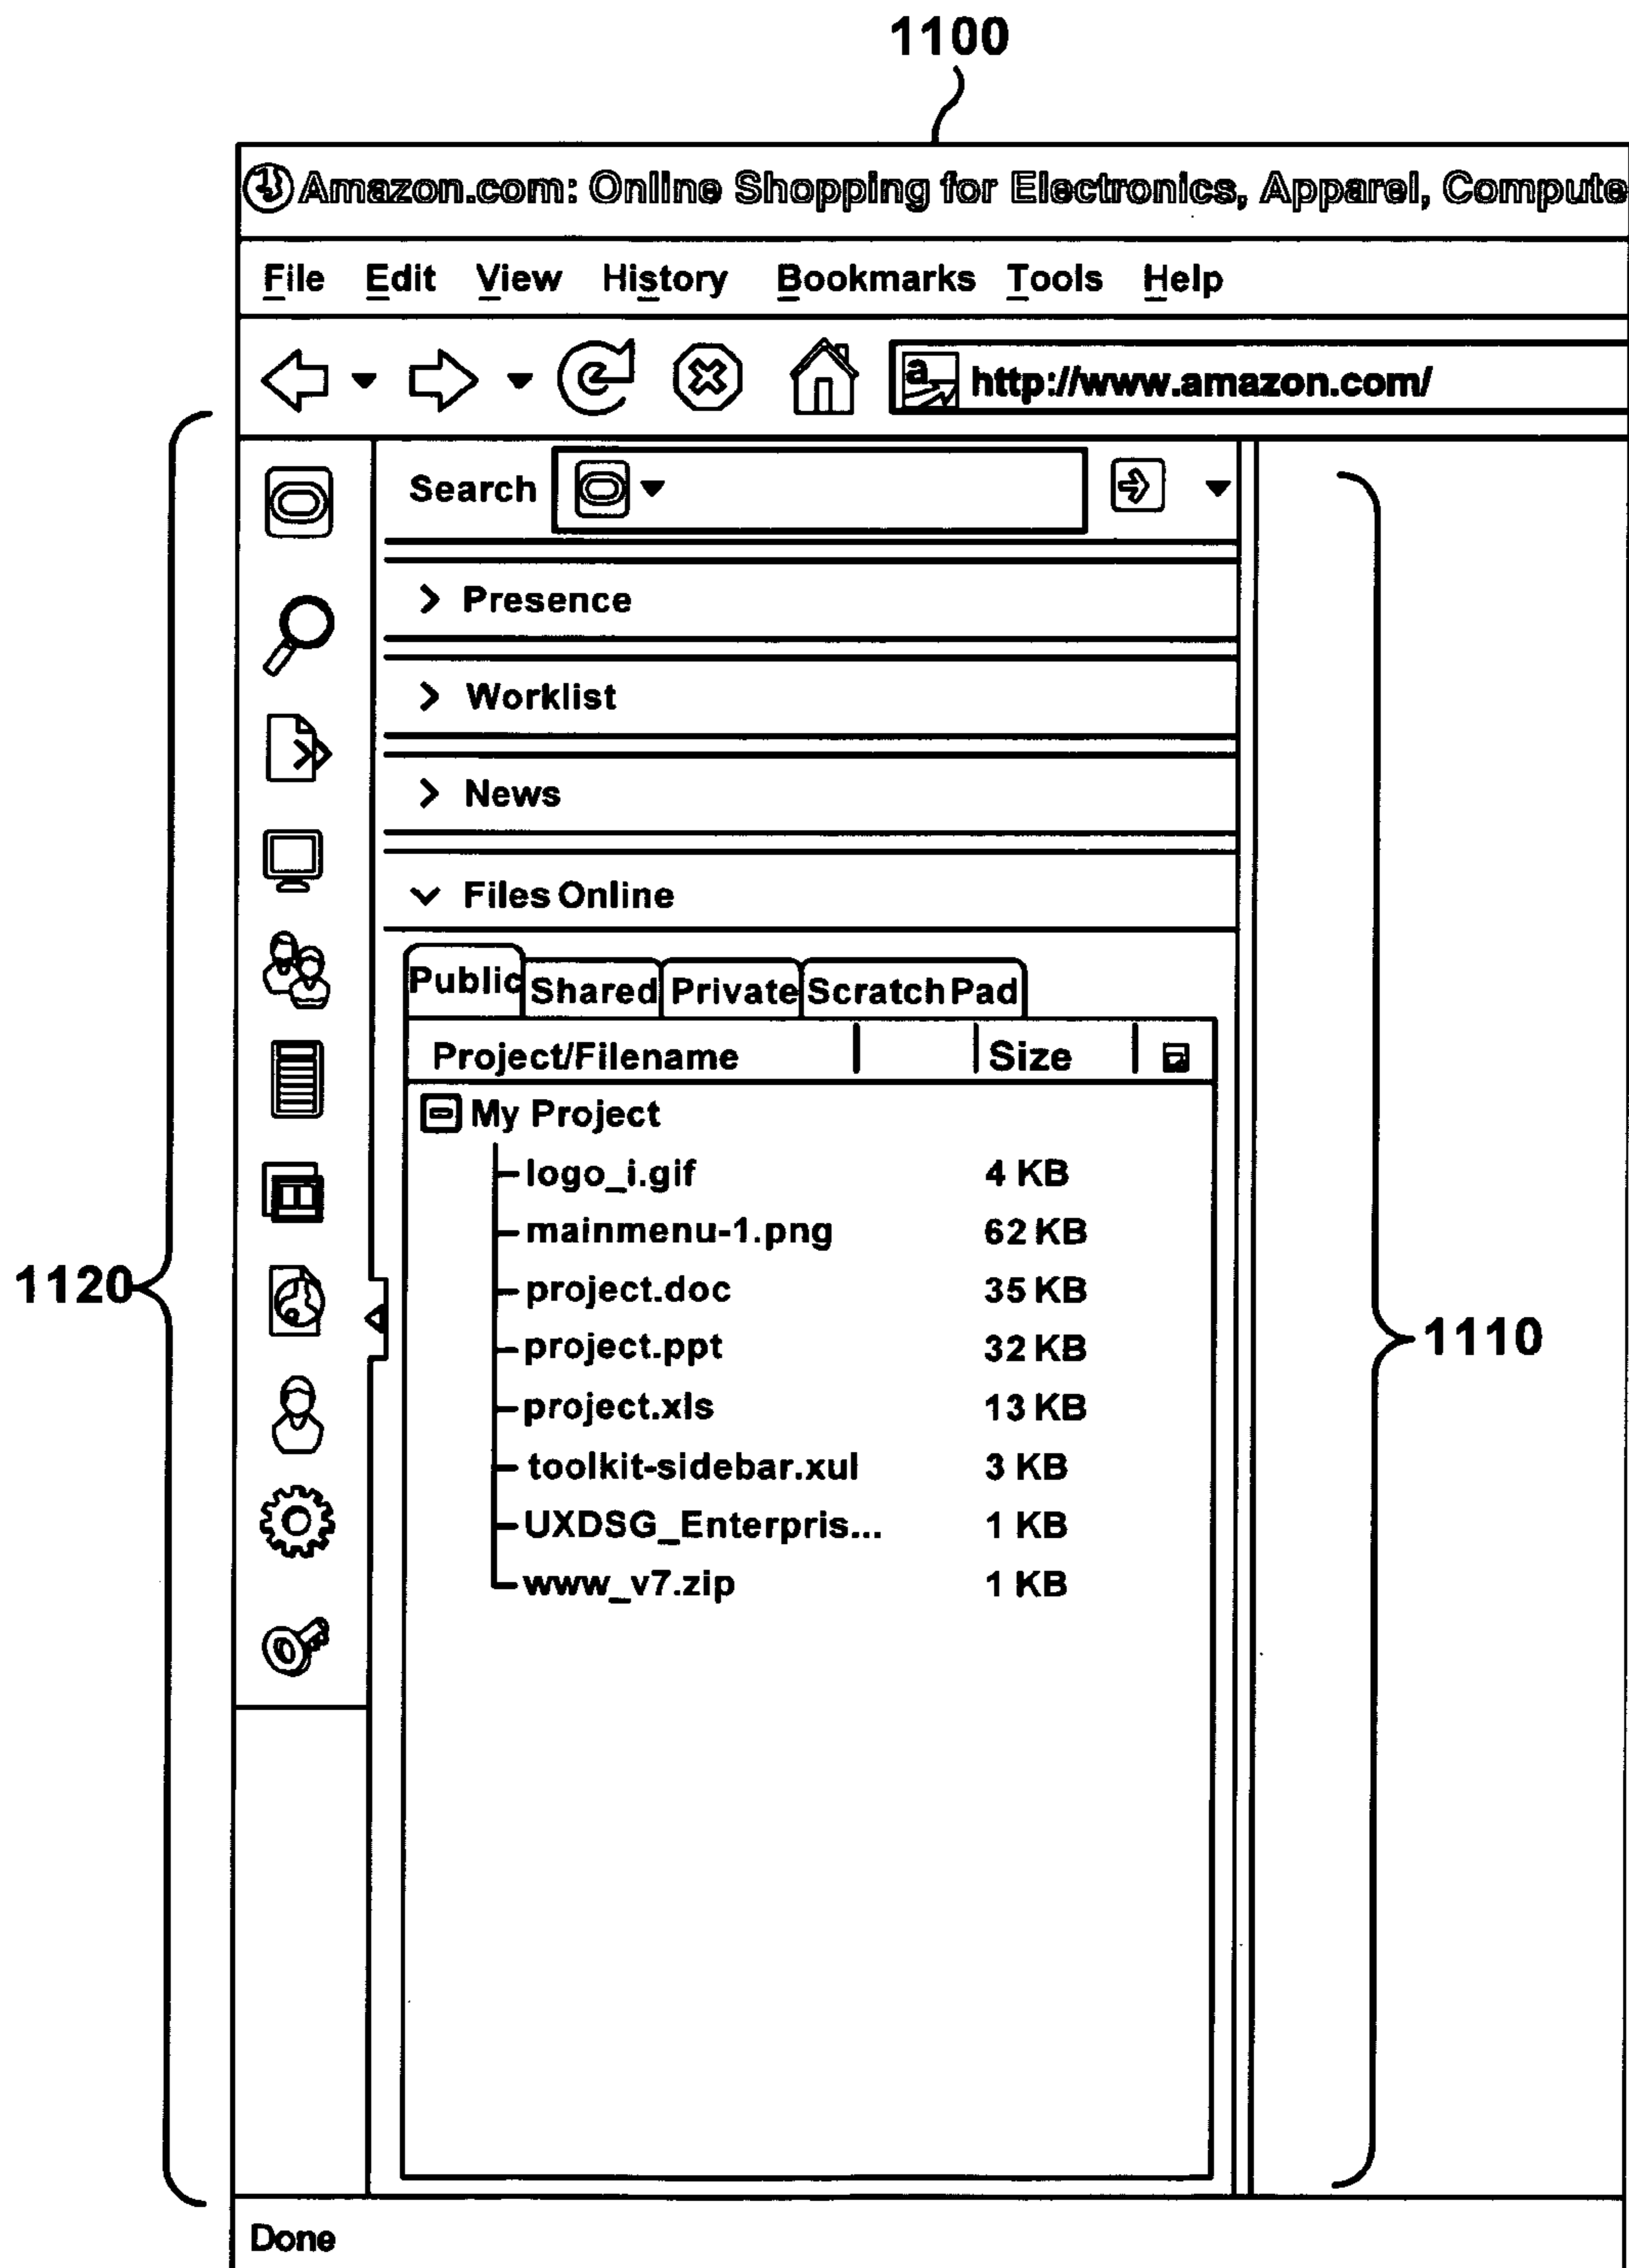 1100
Amazon.com: Online Shopping for Electronics, Apparel, Compute
File Edit View History Bookmarks Tools Help
a http://www.amazon.com/
Search
Presence
Worklist
News
Files Online
Public Shared Private Scratch Pad
Project/Filename Size
My Project
logo_i.gif 4 KB
mainmenu-1.png 62 KB
project.doc 35 KB
project.ppt 32 KB
project.xls 13 KB
toolkit-sidebar.xul 3 KB
UXDSG_Enterpris... 1 KB
www_v7.zip 1 KB
1120
1110
Done